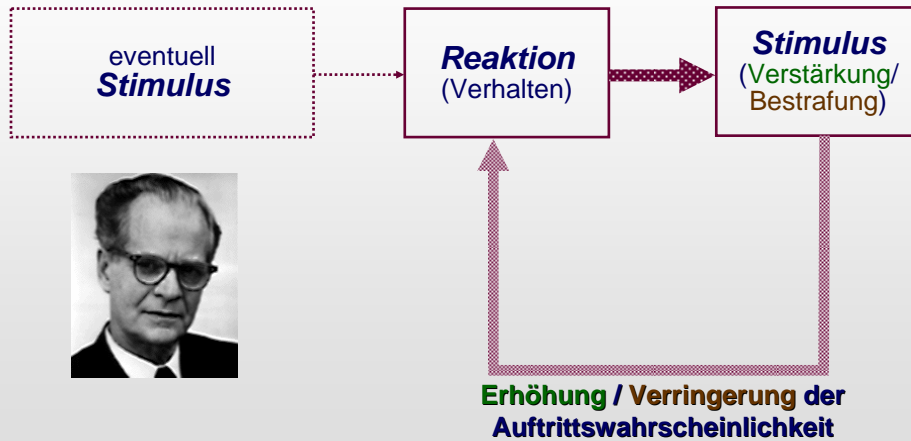 eventuell
Stimulus
Reaktion
(Verhalten)
Stimulus
(Verstärkung/
Bestrafung)
Erhöhung / Verringerung der
Auftrittswahrscheinlichkeit